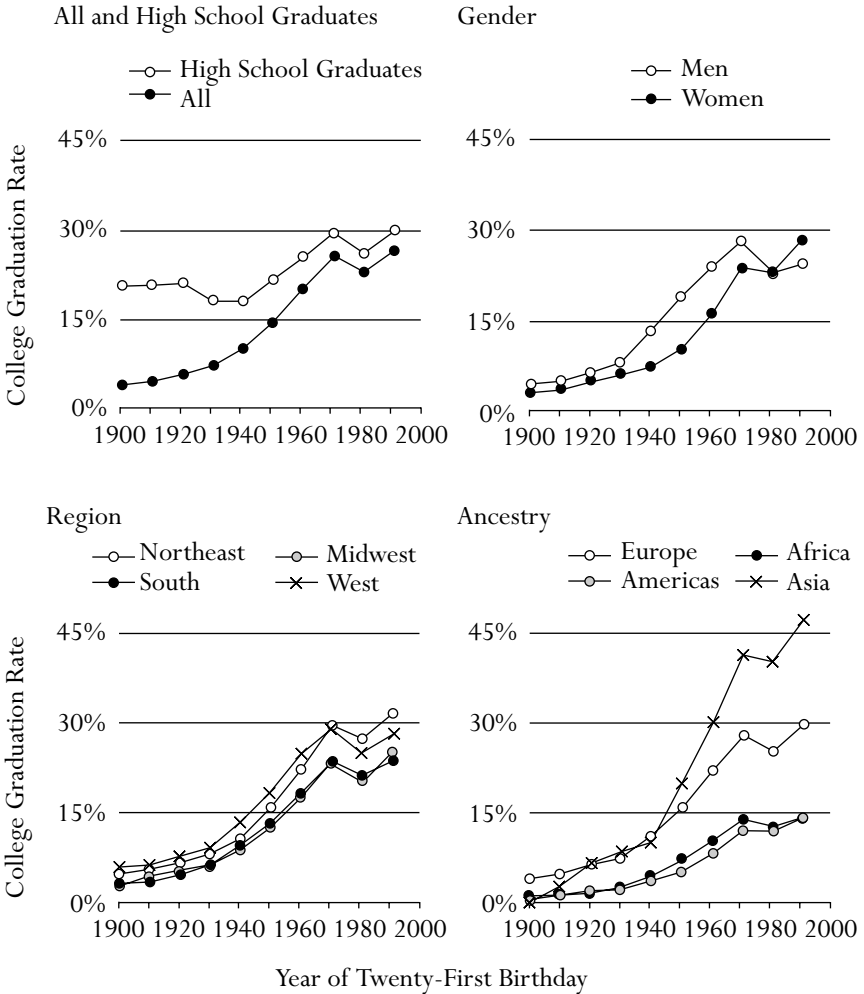 All and High School Graduates
High School Graduates
All
College Graduation Rate
45%
30%
15%
0%
1900 1920 1940 1960 1980 2000
Gender
Men
Women
45%
30%
15%
0%
1900 1920 1940 1960 1980 2000
Region
Northeast Midwest
South West
College Graduation Rate
45%
30%
15%
0%
1900 1920 1940 1960 1980 2000
Ancestry
Europe Africa
Americas Asia
45%
30%
15%
0%
1900 1920 1940 1960 1980 2000
Year of Twenty-First Birthday